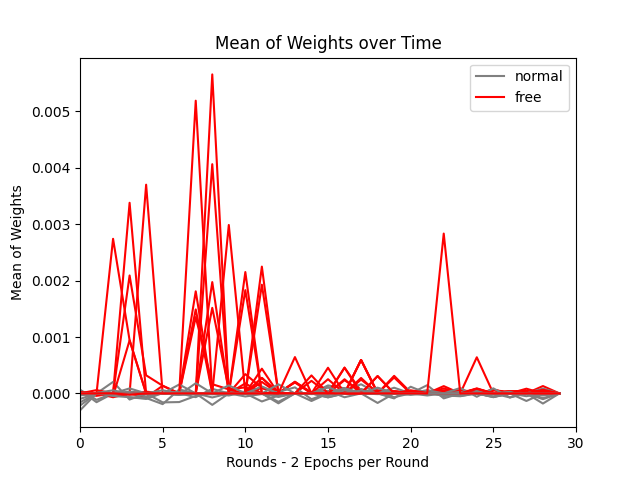 Mean of Weights over Time
normal
free
Mean of Weights
0.005
0.004
0.003
0.002
0.001
0.000
0 5 10 15 20 25 30
Rounds - 2 Epochs per Round